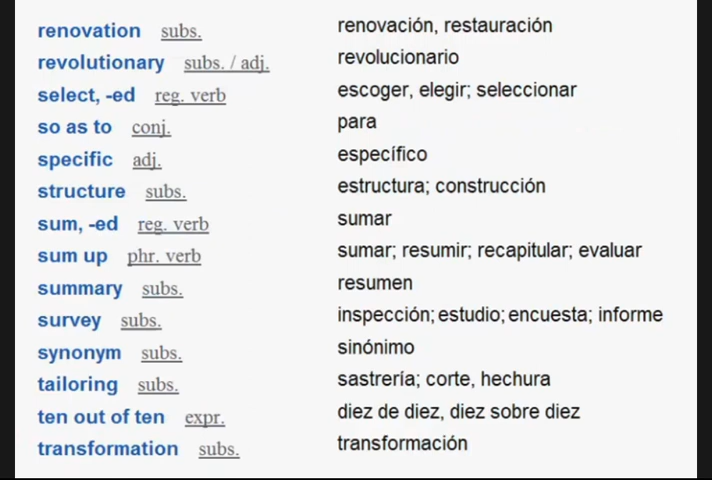 renovation subs. renovación, restauración
revolutionary subs. / adj. revolucionario
select, -ed reg. verb escoger, elegir; seleccionar
so as to conj. para
specific adj. específico
structure subs. estructura; construcción
sum, -ed reg. verb sumar
sum up phr. verb sumar; resumir; recapitular; evaluar
summary subs. resumen
survey subs. inspección; estudio; encuesta; informe
synonym subs. sinónimo
tailoring subs. sastrería; corte, hechura
ten out of ten expr. diez de diez, diez sobre diez
transformation subs. transformación